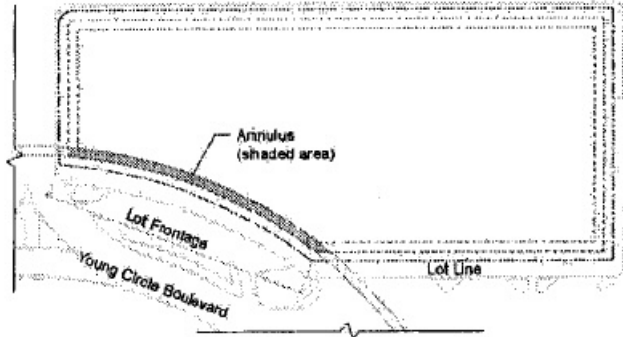 Annulus
(shaded area)
Lot Frontage
Lot Line
Young Circle Boulevard